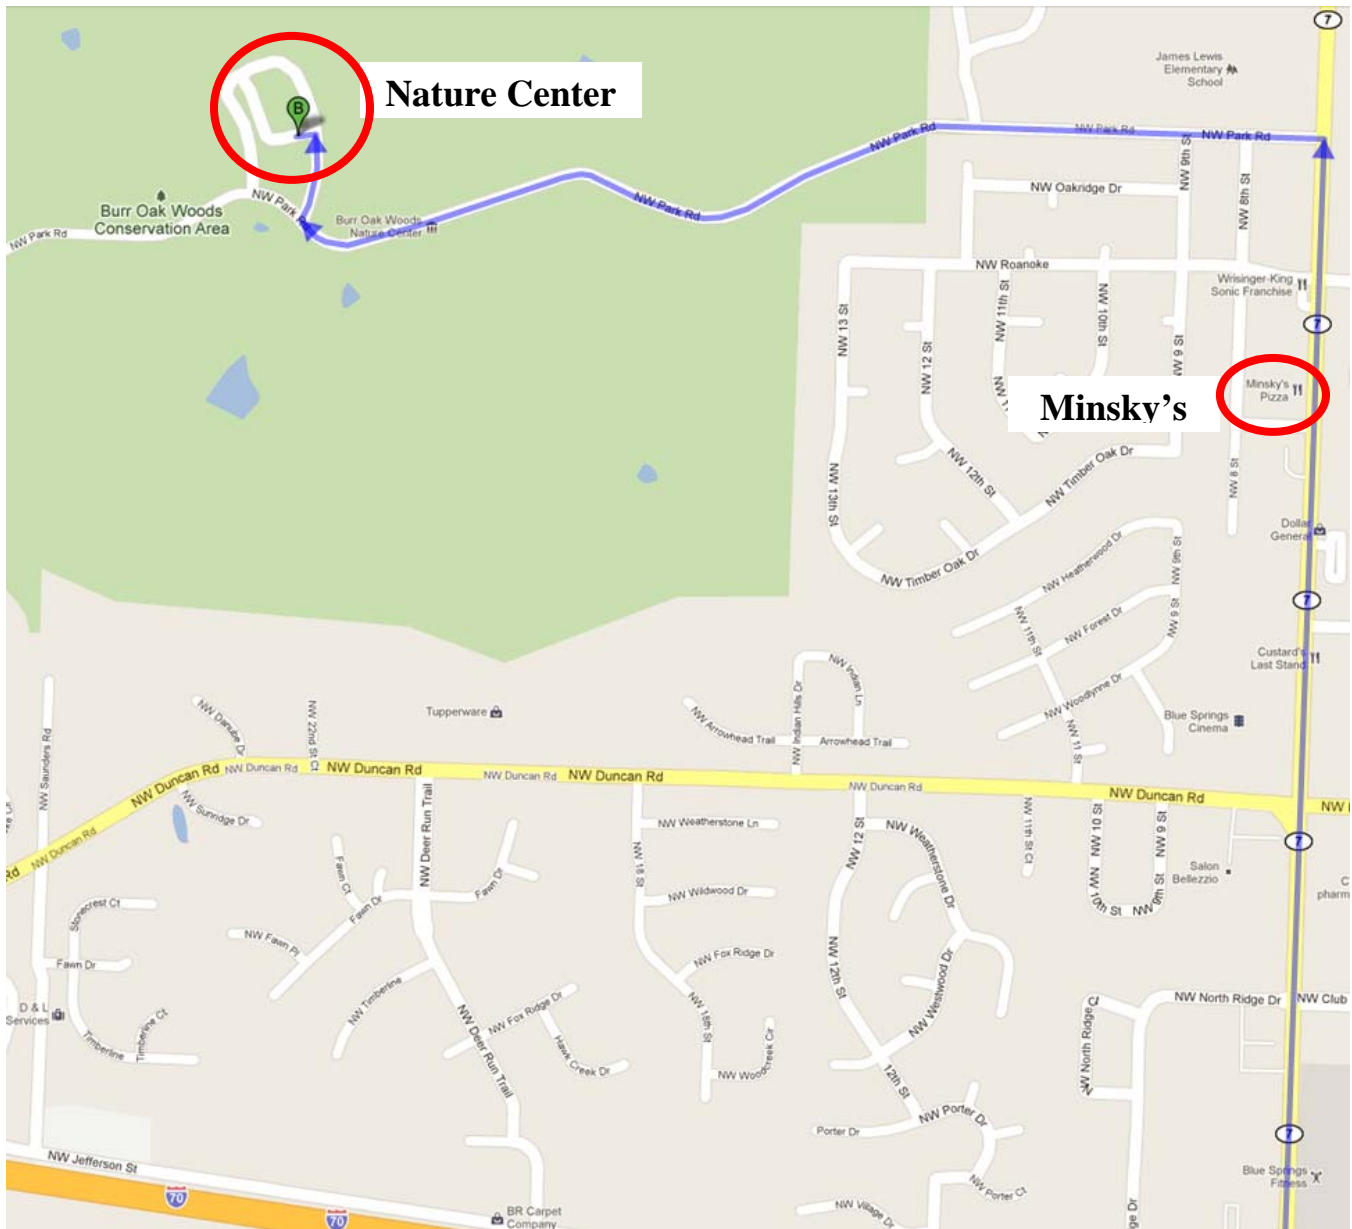 7
James Lewis
Elementary
School
Nature Center
B
NW Park Rd
NW Park Rd
NW Park Rd
NW 9th St
NW 8th St
NW Oakridge Dr
NW Park Rd
Burr Oak Woods
Conservation Area
NW Park
Burr Oak Woods
Nature Center
NW Park Rd
NW Roanoke
Wrisinger-King
Sonic Franchise
NW 13 St
NW 12 St
NW 11th St
NW 10th St
NW 9 St
7
Minsky's
Pizza
Minsky's
NW 1
N
NW 12th St
NW Timber Oak Dr
NW 8 St
NW 13th St
Dollar
General
NW Timber Oak Dr
NW Heatherwood Dr
NW 9th St
7
NW 11th St
NW Forest Dr
NW 9 St
Custard's
Last Stand
NW Indian Ln
NW Indian Hills Dr
NW Woodlynne Dr
Blue Springs
Cinema
NW Saunders Rd
NW Danube Dr
NW 22nd St Ct
Tupperware
NW Arrowhead Trail
Arrowhead Trail
NW 11 St
NW Duncan Rd
NW Duncan Rd
NW Duncan Rd
NW Duncan Rd
NW Duncan Rd
NW Duncan Rd
NW Duncan Rd
NW
NW Duncan Rd
Rd
NW Sunridge Dr
NW Deer Run Trail
NW Weatherstone Ln
NW 18 St
NW 12 St
NW Weatherstone Dr
NW 11th St Ct
NW 10 St
NW 9 St
7
Salon
Bellezzio
C
pharm
Fawn Ct
Fawn Dr
Fawn Dr
NW Wildwood Dr
NW 10th St
NW 9th St
Stonecrest Ct
NW Fawn Pl
Fawn Dr
NW Timberline
NW Fox Ridge Dr
NW 12th St
NW Westwood Dr
D & L
Services
Timberline
Timberline Ct
NW Deer Run Trail
NW Fox Ridge Dr
Hawk Creek Dr
NW 18th St
NW Woodcreek Cir
NW North Ridge Ct
NW North Ridge Dr
NW Club
12th St
NW Porter Dr
Porter Dr
7
NW Jefferson St
70
70
BR Carpet
Company
NW Porter Ct
NW Village Dr
ge Dr
Blue Springs
Fitness